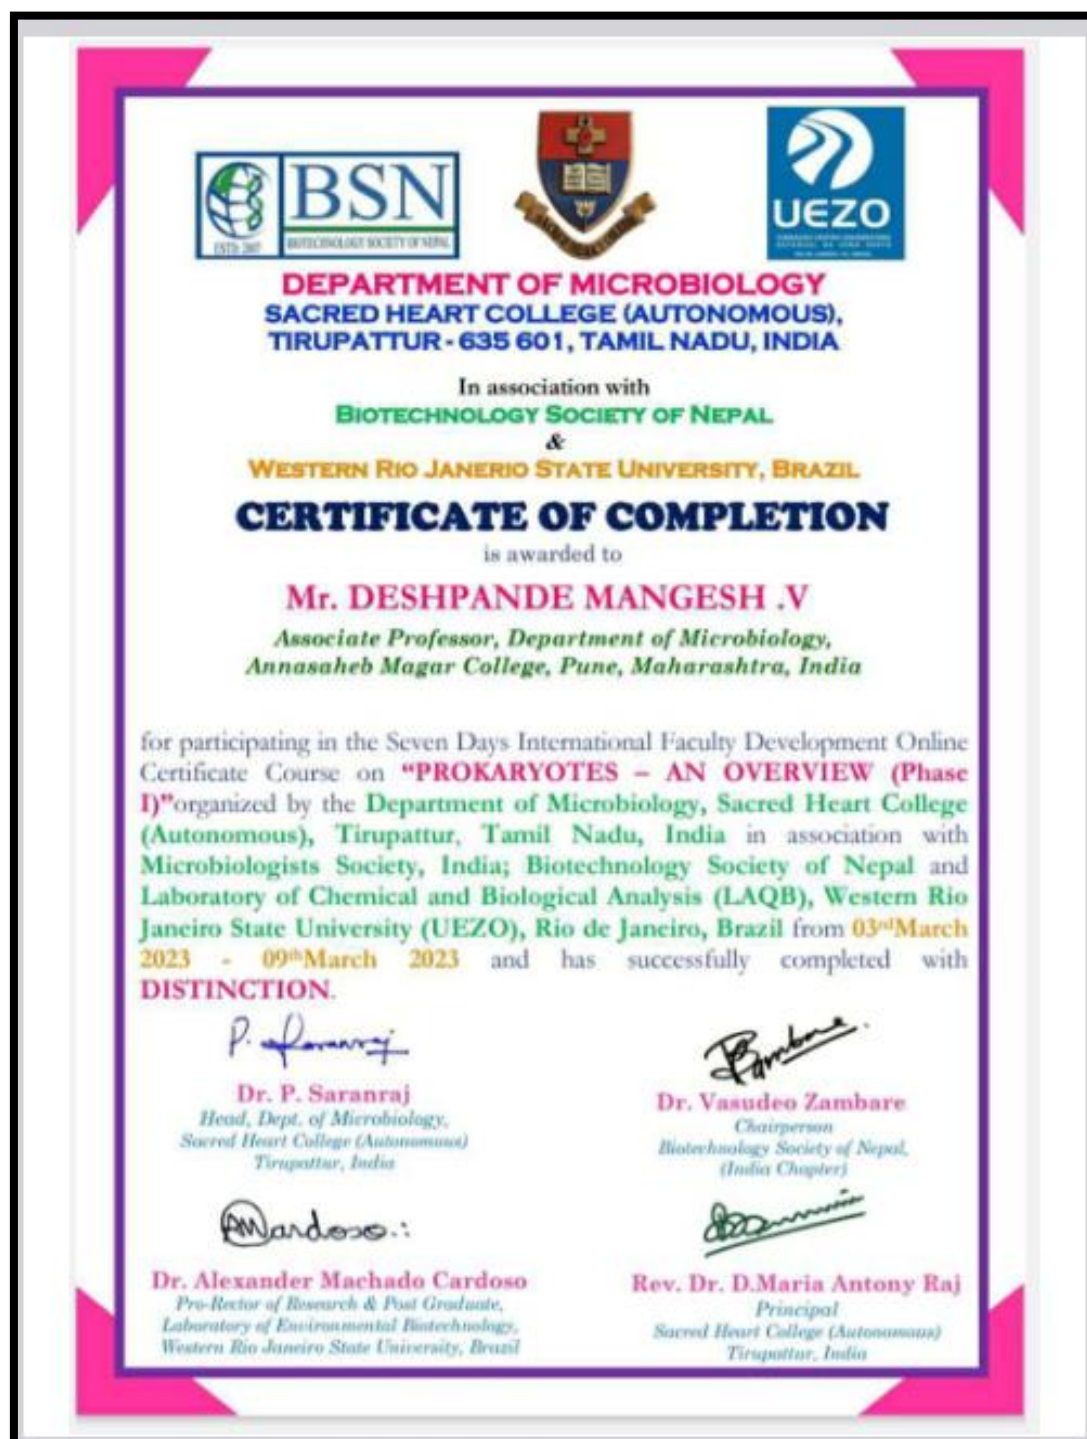 BSN
ESTD: 2007
BIOTECHNOLOGY SOCIETY OF NEPAL
UEZO
DEPARTMENT OF MICROBIOLOGY
SACRED HEART COLLEGE (AUTONOMOUS),
TIRUPATTUR - 635 601, TAMIL NADU, INDIA
In association with
BIOTECHNOLOGY SOCIETY OF NEPAL
&
WESTERN RIO JANERIO STATE UNIVERSITY, BRAZIL
CERTIFICATE OF COMPLETION
is awarded to
Mr. DESHPANDE MANGESH .V
Associate Professor, Department of Microbiology,
Annasaheb Magar College, Pune, Maharashtra, India
for participating in the Seven Days International Faculty Development Online
Certificate Course on “PROKARYOTES – AN OVERVIEW (Phase
I)”organized by the Department of Microbiology, Sacred Heart College
(Autonomous), Tirupattur, Tamil Nadu, India in association with
Microbiologists Society, India; Biotechnology Society of Nepal and
Laboratory of Chemical and Biological Analysis (LAQB), Western Rio
Janeiro State University (UEZO), Rio de Janeiro, Brazil from 03rdMarch
2023 - 09thMarch 2023 and has successfully completed with
DISTINCTION.
Dr. P. Saranraj
Head, Dept. of Microbiology,
Sacred Heart College (Autonomous)
Tirupattur, India
Dr. Vasudeo Zambare
Chairperson
Biotechnology Society of Nepal,
(India Chapter)
Dr. Alexander Machado Cardoso
Pro-Rector of Research & Post Graduate,
Laboratory of Environmental Biotechnology,
Western Rio Janeiro State University, Brazil
Rev. Dr. D.Maria Antony Raj
Principal
Sacred Heart College (Autonomous)
Tirupattur, India